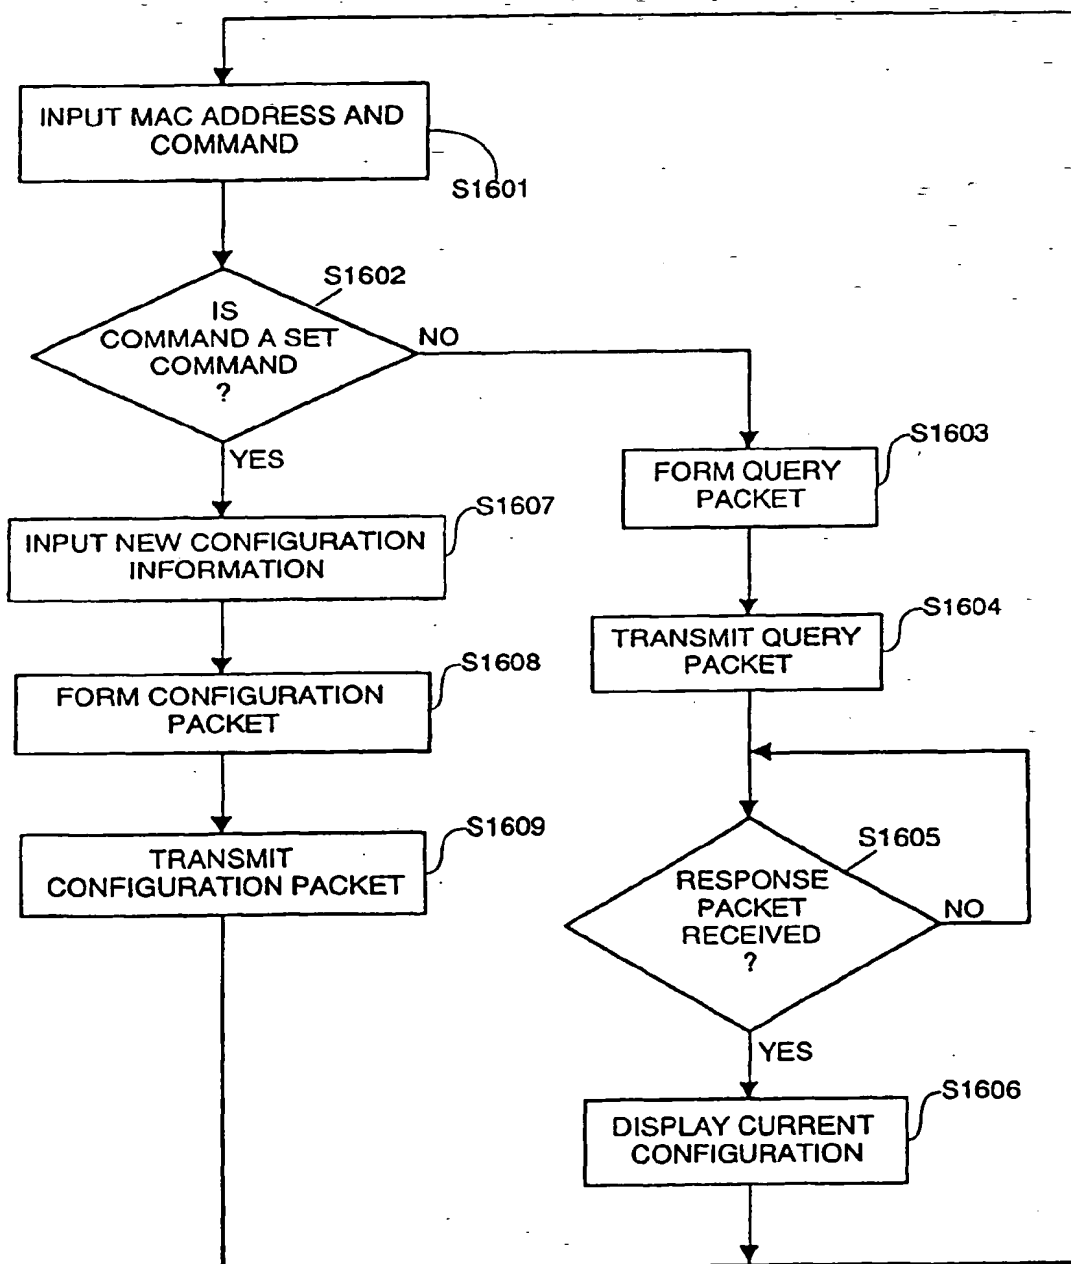 INPUT MAC ADDRESS AND
COMMAND
S1601
S1602
IS
COMMAND A SET
COMMAND
?
NO
YES
S1603
FORM QUERY
PACKET
S1607
INPUT NEW CONFIGURATION
INFORMATION
S1604
TRANSMIT QUERY
PACKET
S1608
FORM CONFIGURATION
PACKET
S1609
TRANSMIT
CONFIGURATION PACKET
S1605
RESPONSE
PACKET
RECEIVED
?
NO
YES
S1606
DISPLAY CURRENT
CONFIGURATION